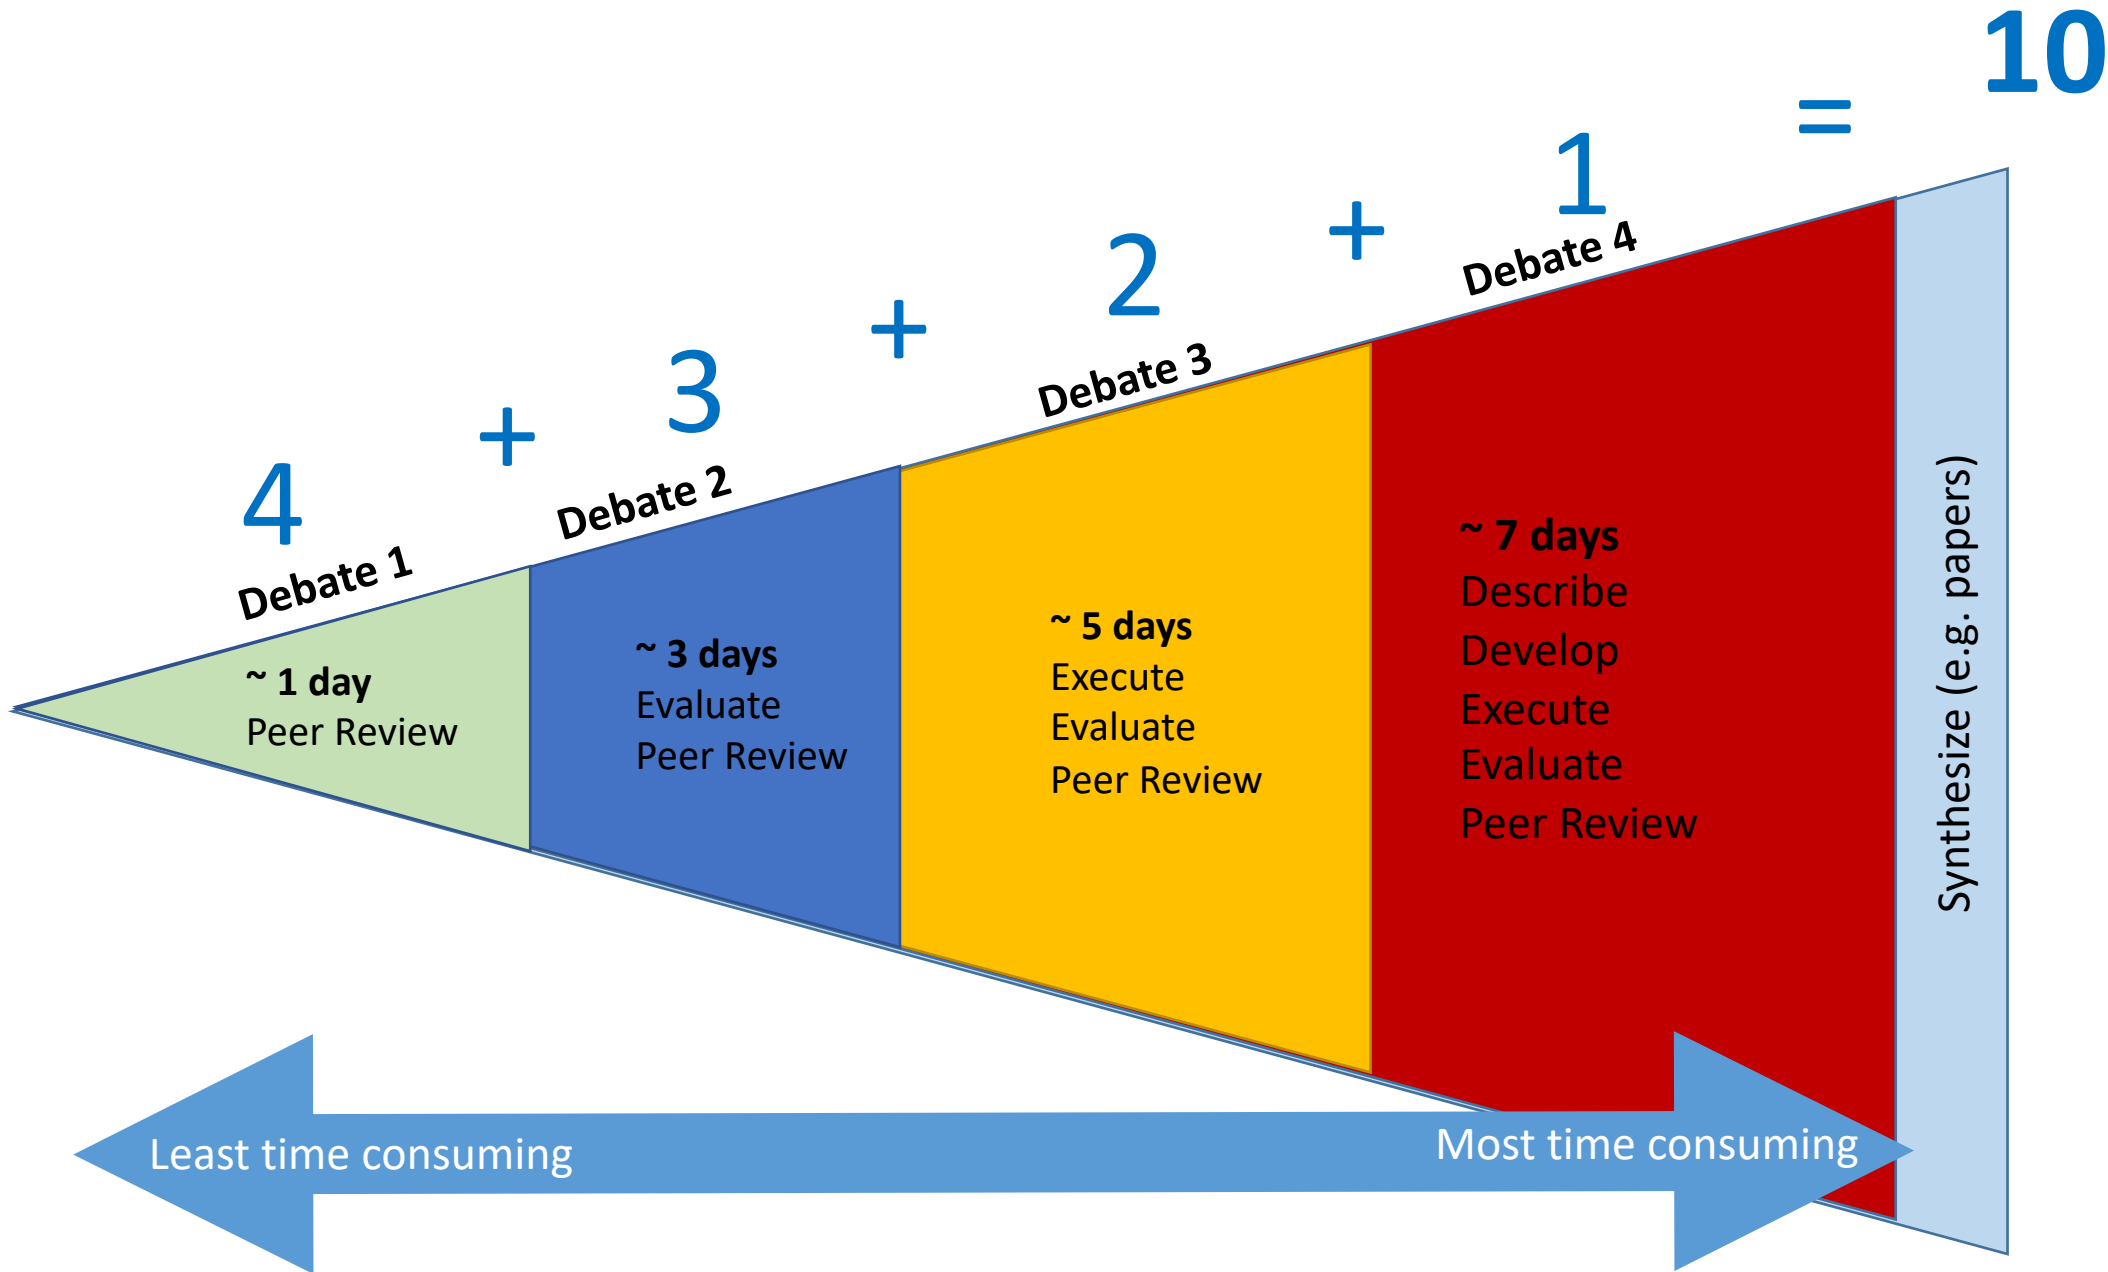 4 + 3 + 2 + 1 = 10
Debate 1
Debate 2
Debate 3
Debate 4
~ 1 day
Peer Review
~ 3 days
Evaluate
Peer Review
~ 5 days
Execute
Evaluate
Peer Review
~ 7 days
Describe
Develop
Execute
Evaluate
Peer Review
Synthesize (e.g. papers)
Least time consuming
Most time consuming